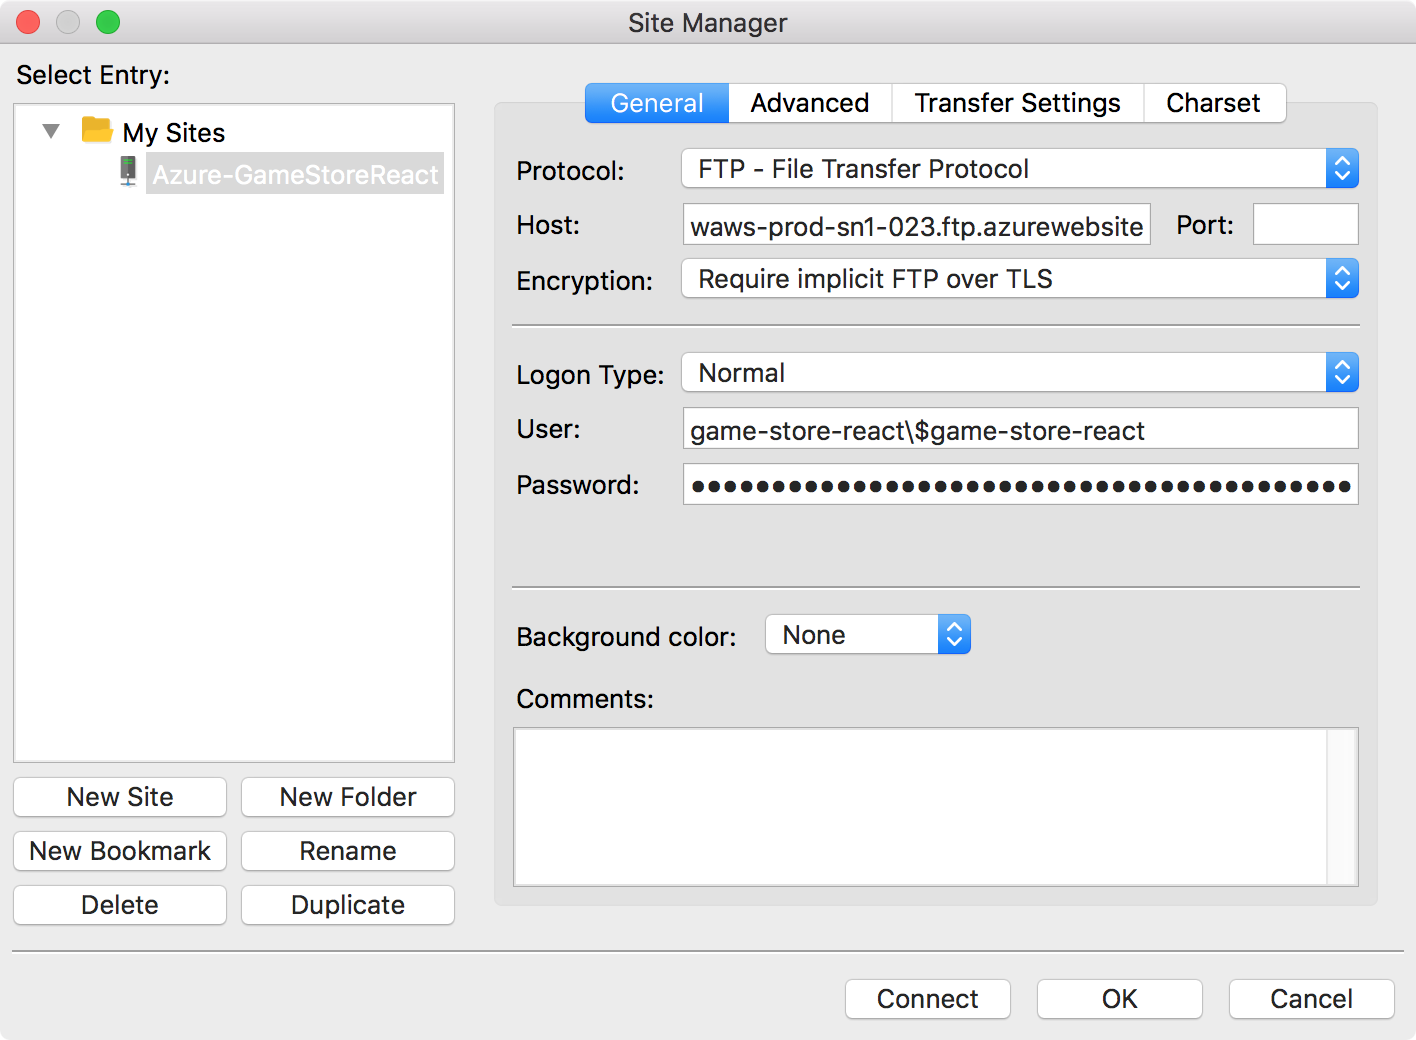 Site Manager
Select Entry:
My Sites
Azure-GameStoreReact
New Site
New Folder
New Bookmark
Rename
Delete
Duplicate
General
Advanced
Transfer Settings
Charset
Protocol:
FTP - File Transfer Protocol
Host:
waws-prod-sn1-023.ftp.azurewebsite
Port:
Encryption:
Require implicit FTP over TLS
Logon Type:
Normal
User:
game-store-react\$game-store-react
Password:
Background color:
None
Comments:
Connect
OK
Cancel